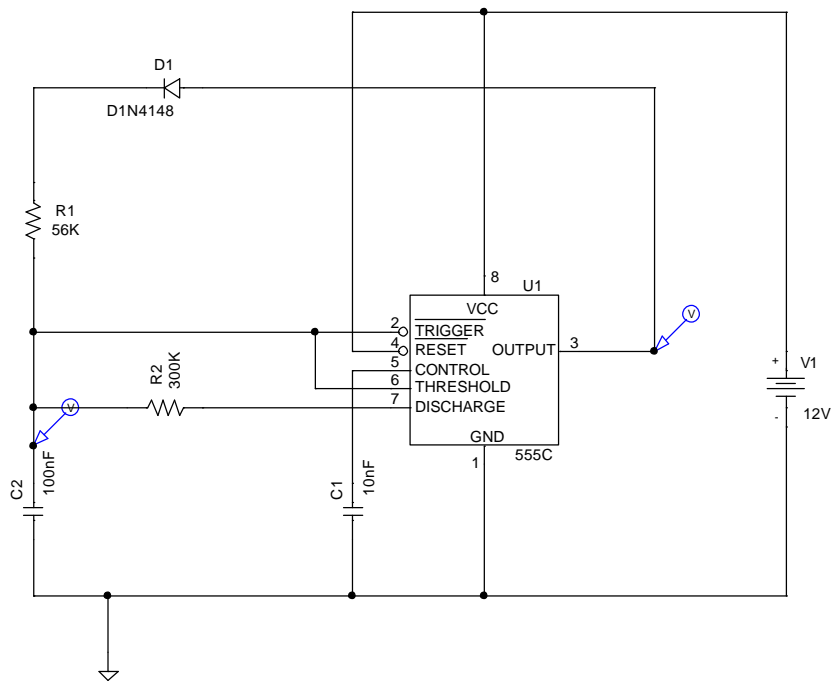 D1
D1N4148
R1
56K
8
U1
VCC
2
TRIGGER
4
RESET
OUTPUT
3
5
CONTROL
6
THRESHOLD
7
DISCHARGE
GND
1
555C
R2
300K
V
V
+
V1
-
12V
C2
100nF
C1
10nF